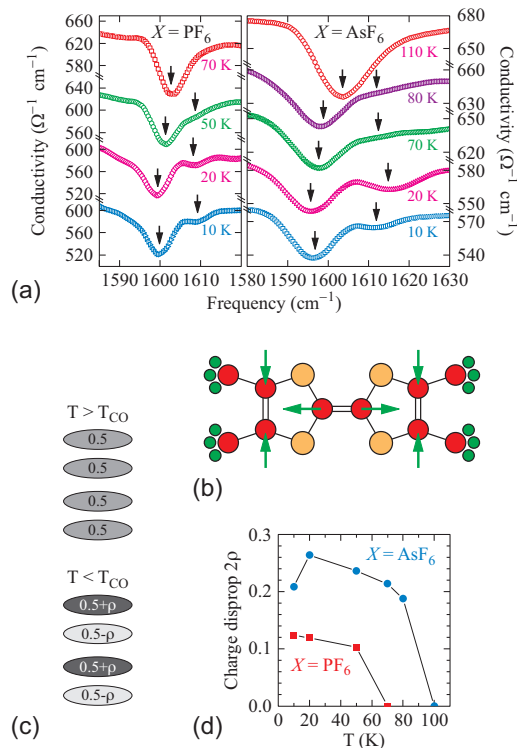 X = PF6
X = AsF6
660
620
580
640
600
560
600
560
520
600
560
520
70 K
50 K
20 K
10 K
110 K
80 K
70 K
20 K
10 K
680
650
660
630
650
620
580
550
570
540
Conductivity (Ω⁻¹ cm⁻¹)
Conductivity (Ω⁻¹ cm⁻¹)
1590 1600 1610 1580 1590 1600 1610 1620 1630
Frequency (cm⁻¹)
(a)
(b)
T > TCO
0.5
0.5
0.5
0.5
T < TCO
0.5+ρ
0.5-ρ
0.5+ρ
0.5-ρ
(c)
0.3
0.2
0.1
0.0
Charge disprop 2ρ
X = AsF6
X = PF6
0 20 40 60 80 100
T (K)
(d)